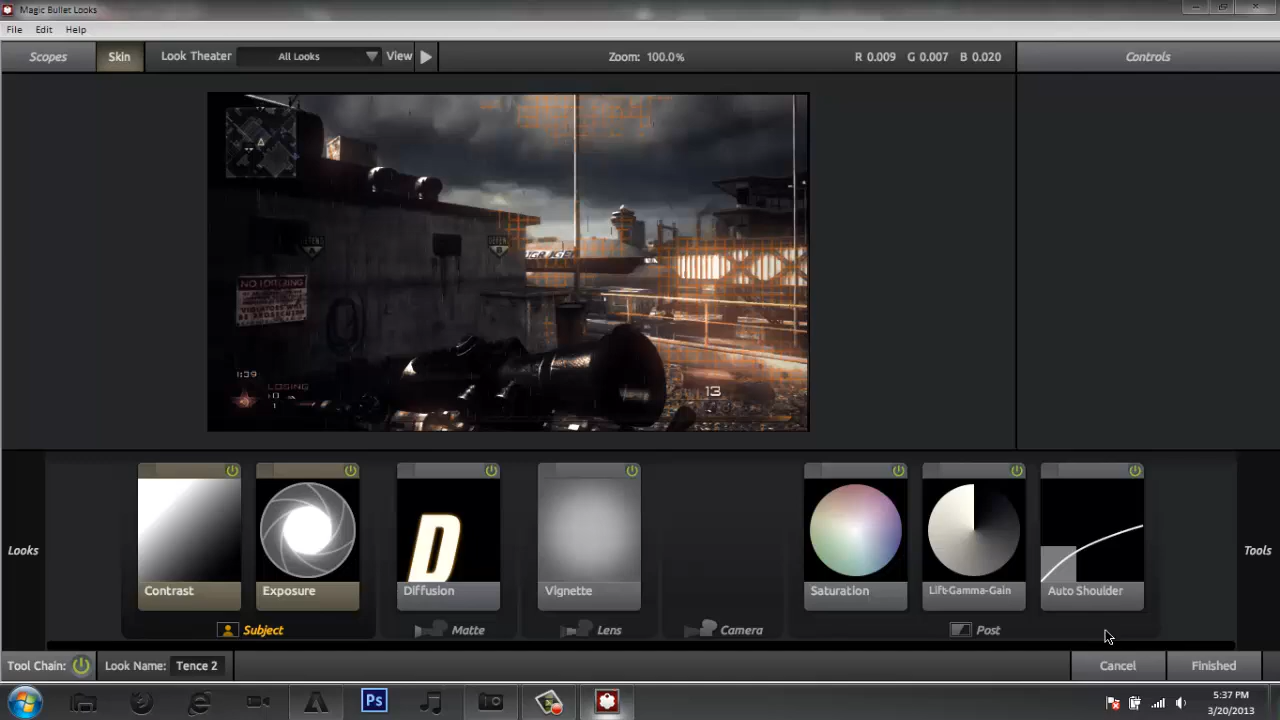 Magic Bullet Looks
File Edit Help
Scopes Skin Look Theater All Looks View Zoom: 100.0% R 0.009 G 0.007 B 0.020 Controls
DEFEND
NO LOITERING
1:39
LOSING
13
Contrast Exposure Diffusion Vignette Saturation Lift-Gamma-Gain Auto Shoulder
Looks Tools
Subject Matte Lens Camera Post
Tool Chain: Look Name: Tence 2 Cancel Finished
Ps
5:37 PM
3/20/2013